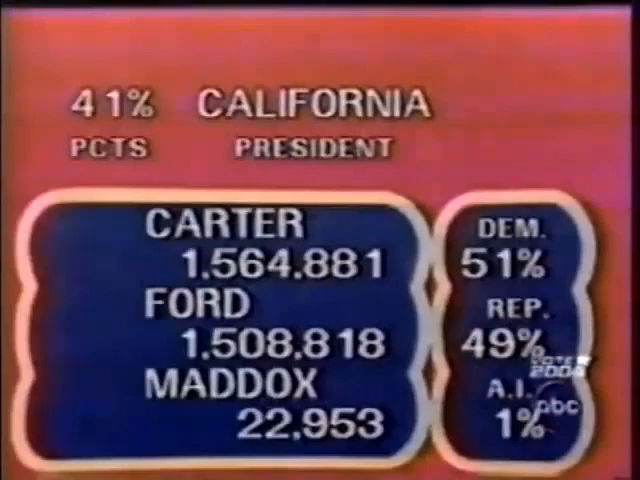 41% CALIFORNIA
PCTS PRESIDENT
CARTER DEM.
1,564,881 51%
FORD REP.
1,508,818 49%
VOTE
2004
MADDOX A.I.
abc
22,953 1%